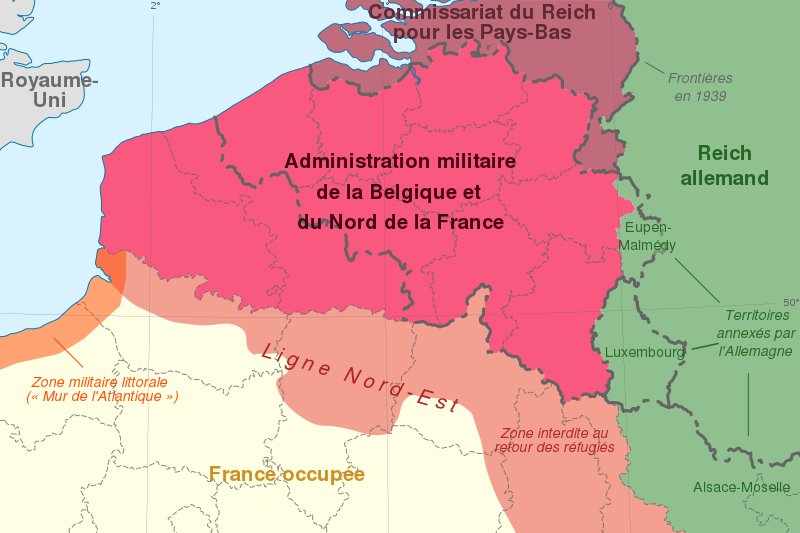 2°
6
Commissariat du Reich
pour les Pays-Bas
Royaume-
Uni
Frontières
en 1939
Reich
allemand
Administration militaire
de la Belgique et
du Nord de la France
Eupen-
Malmédy
50°
Territoires
annexés par
l'Allemagne
Luxembourg
Ligne Nord-Est
Zone militaire littorale
(« Mur de l'Atlantique »)
Zone interdite au
retour des réfugiés
France occupée
Alsace-Moselle